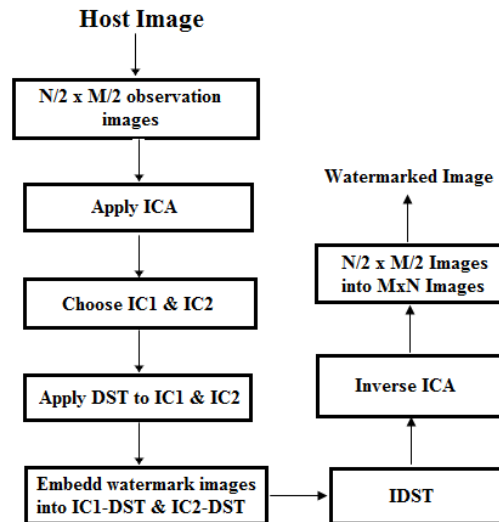 Host Image
N/2 x M/2 observation
images
Apply ICA
Choose IC1 & IC2
Apply DST to IC1 & IC2
Embedd watermark images
into IC1-DST & IC2-DST
IDST
Inverse ICA
N/2 x M/2 Images
into MxN Images
Watermarked Image